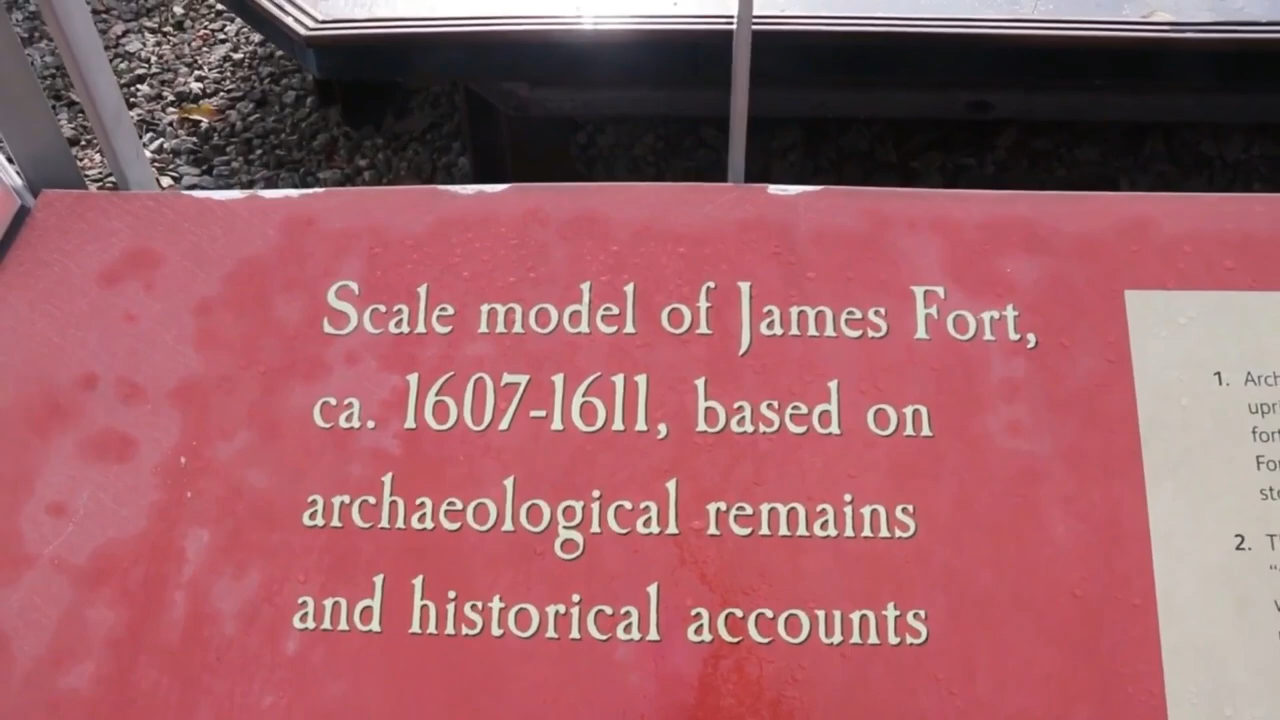 Scale model of James Fort,
ca. 1607-1611, based on
archaeological remains
and historical accounts
1.
2.